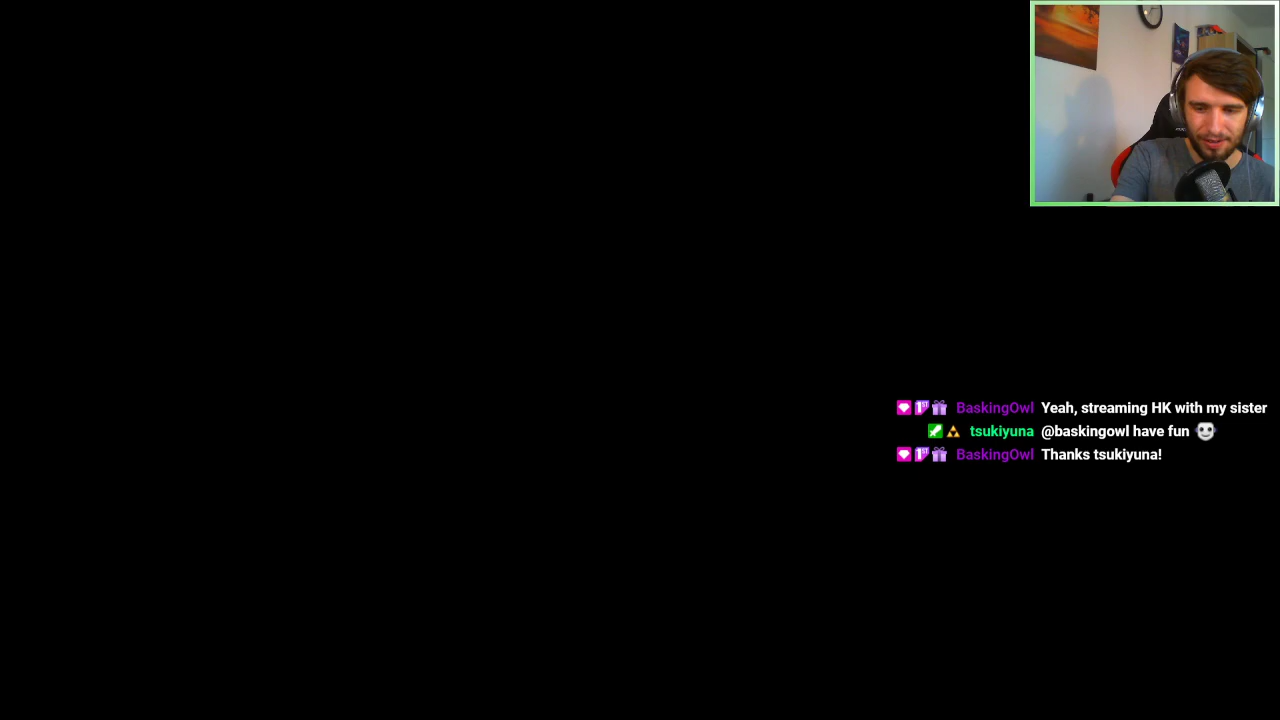 BaskingOwl Yeah, streaming HK with my sister
tsukiyuna @baskingowl have fun
BaskingOwl Thanks tsukiyuna!